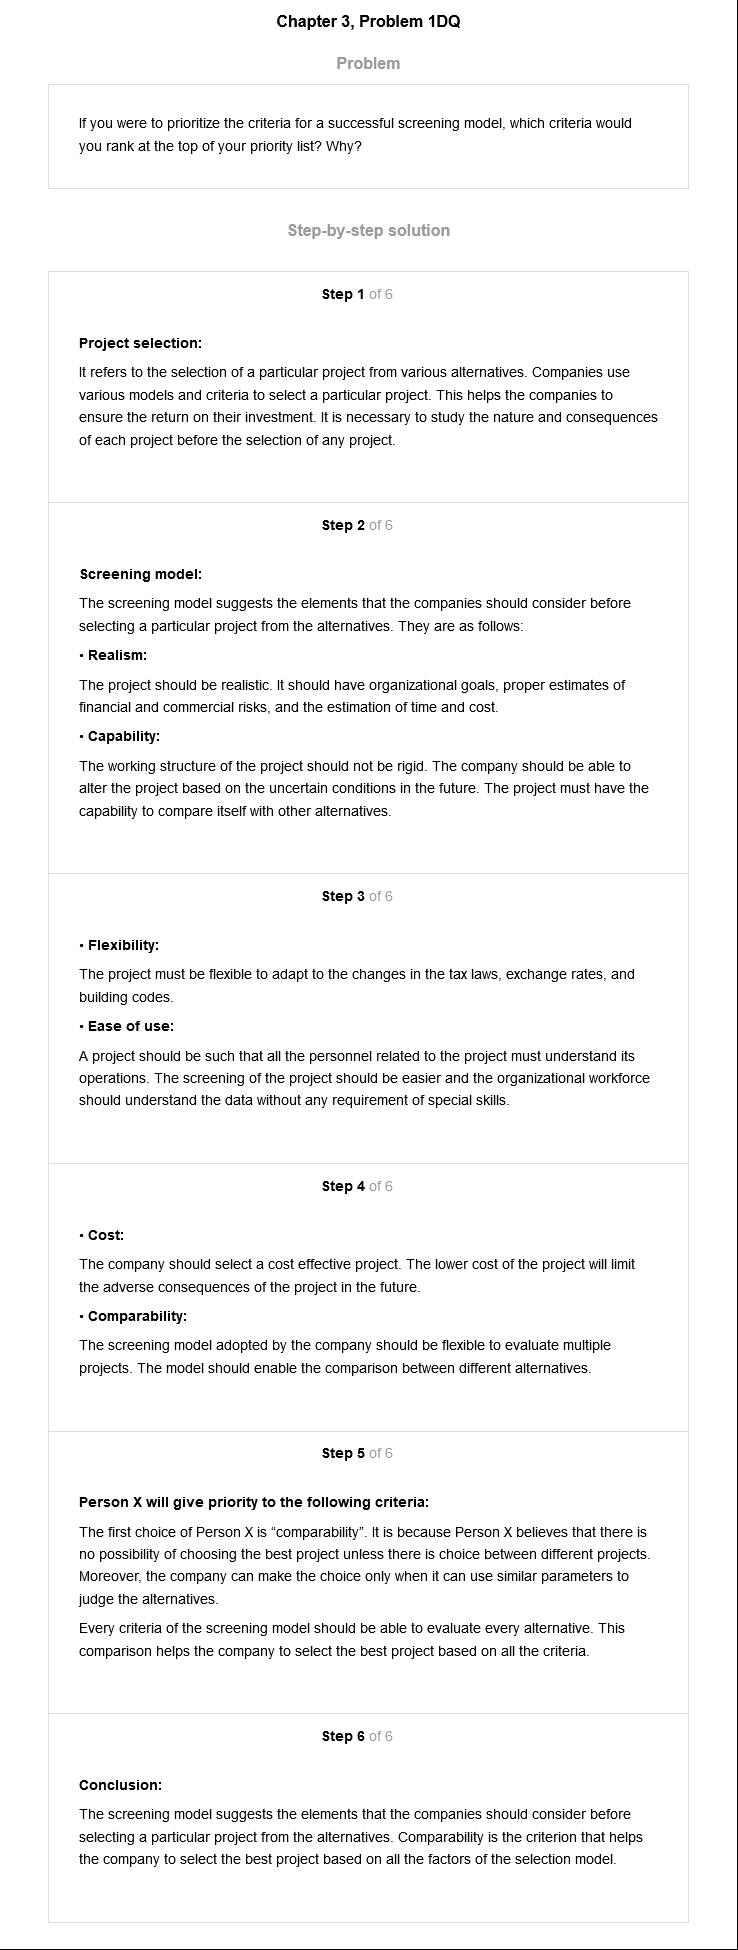 Chapter 3, Problem 1DQ
Problem
If you were to prioritize the criteria for a successful screening model, which criteria would
you rank at the top of your priority list? Why?
Step-by-step solution
Step 1 of 6
Project selection:
It refers to the selection of a particular project from various alternatives. Companies use
various models and criteria to select a particular project. This helps the companies to
ensure the return on their investment. It is necessary to study the nature and consequences
of each project before the selection of any project.
Step 2 of 6
Screening model:
The screening model suggests the elements that the companies should consider before
selecting a particular project from the alternatives. They are as follows:
• Realism:
The project should be realistic. It should have organizational goals, proper estimates of
financial and commercial risks, and the estimation of time and cost.
• Capability:
The working structure of the project should not be rigid. The company should be able to
alter the project based on the uncertain conditions in the future. The project must have the
capability to compare itself with other alternatives.
Step 3 of 6
• Flexibility:
The project must be flexible to adapt to the changes in the tax laws, exchange rates, and
building codes.
• Ease of use:
A project should be such that all the personnel related to the project must understand its
operations. The screening of the project should be easier and the organizational workforce
should understand the data without any requirement of special skills.
Step 4 of 6
• Cost:
The company should select a cost effective project. The lower cost of the project will limit
the adverse consequences of the project in the future.
• Comparability:
The screening model adopted by the company should be flexible to evaluate multiple
projects. The model should enable the comparison between different alternatives.
Step 5 of 6
Person X will give priority to the following criteria:
The first choice of Person X is “comparability”. It is because Person X believes that there is
no possibility of choosing the best project unless there is choice between different projects.
Moreover, the company can make the choice only when it can use similar parameters to
judge the alternatives.
Every criteria of the screening model should be able to evaluate every alternative. This
comparison helps the company to select the best project based on all the criteria.
Step 6 of 6
Conclusion:
The screening model suggests the elements that the companies should consider before
selecting a particular project from the alternatives. Comparability is the criterion that helps
the company to select the best project based on all the factors of the selection model.